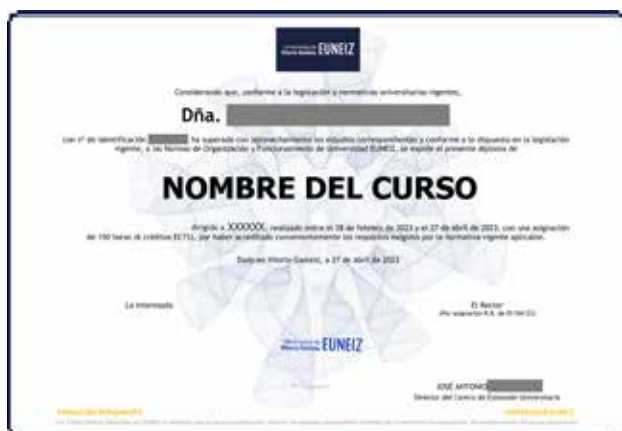 EUNEIZ
Considerando que, conforme a la legislación y normativas universitarias vigentes,
Dña.
con nº de identificación ha superado con aprovechamiento los estudios correspondientes y conforme a lo dispuesto en la legislación
vigente, a las Normas de Organización y Funcionamiento de Universidad EUNEIZ, se expide el presente diploma de
NOMBRE DEL CURSO
dirigido a XXXXXX, realizado entre el 28 de febrero de 2023 y el 27 de abril de 2023, con una asignación
de 150 horas (6 créditos ECTS), por haber acreditado convenientemente los requisitos exigidos por la normativa vigente aplicable.
Dado en Vitoria-Gasteiz, a 27 de abril de 2023
La interesada
El Rector
EUNEIZ
JOSÉ ANTONIO
Director del Centro de Extensión Universitaria